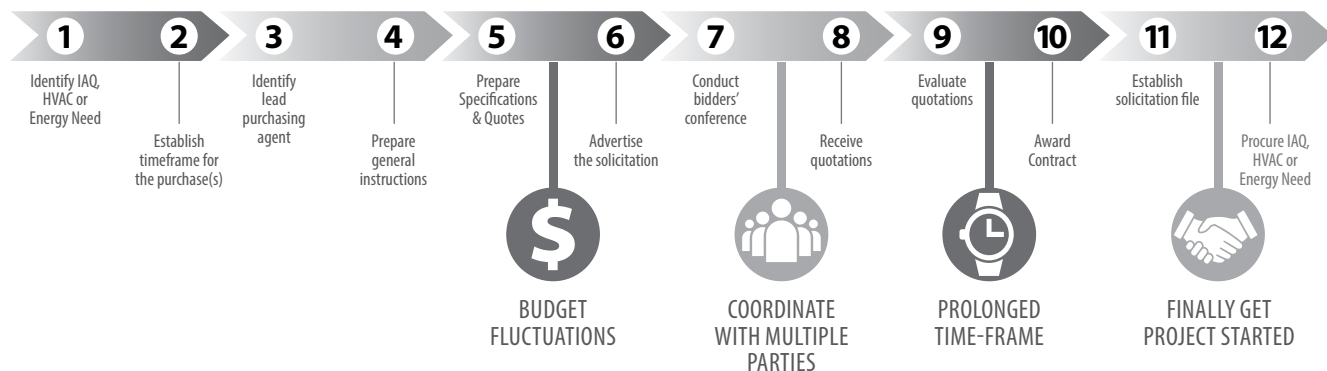 1
Identify IAQ,
HVAC or
Energy Need
2
Establish
timeframe for
the purchase(s)
3
Identify
lead
purchasing
agent
4
Prepare
general
instructions
5
Prepare
Specifications
& Quotes
6
Advertise
the solicitation
7
Conduct
bidders'
conference
8
Receive
quotations
9
Evaluate
quotations
10
Award
Contract
11
Establish
solicitation file
12
Procure IAQ,
HVAC or
Energy Need
$
BUDGET
FLUCTUATIONS
COORDINATE
WITH MULTIPLE
PARTIES
PROLONGED
TIME-FRAME
FINALLY GET
PROJECT STARTED